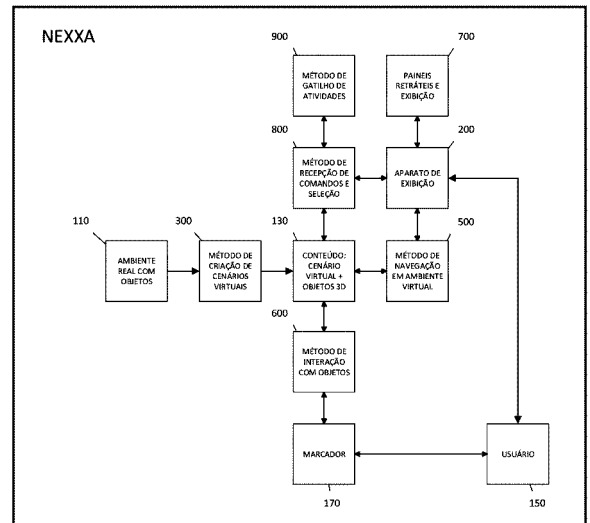 NEXXA
900
700
MÉTODO DE
GATILHO DE
ATIVIDADES
PAINEIS
RETRÁTEIS E
EXIBIÇÃO
800
200
MÉTODO DE
RECEPÇÃO DE
COMANDOS E
SELEÇÃO
APARATO DE
EXIBIÇÃO
110
300
130
500
AMBIENTE
REAL COM
OBJETOS
MÉTODO DE
CRIAÇÃO DE
CENÁRIOS
VIRTUAIS
CONTEÚDO:
CENÁRIO
VIRTUAL +
OBJETOS 3D
MÉTODO DE
NAVEGAÇÃO
EM AMBIENTE
VIRTUAL
600
MÉTODO DE
INTERAÇÃO
COM OBJETOS
MARCADOR
USUÁRIO
170
150